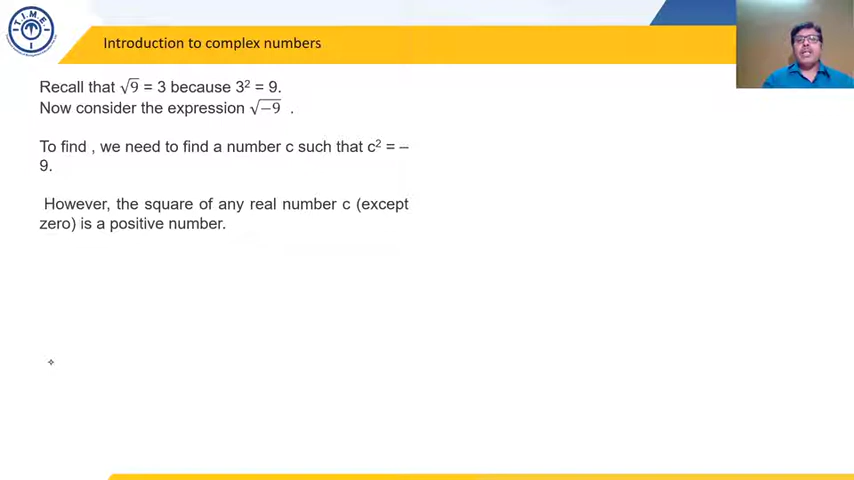 T.I.M.E.
Introduction to complex numbers
Recall that √9 = 3 because 3² = 9.
Now consider the expression √−9 .
To find , we need to find a number c such that c² = –
9.
However, the square of any real number c (except
zero) is a positive number.